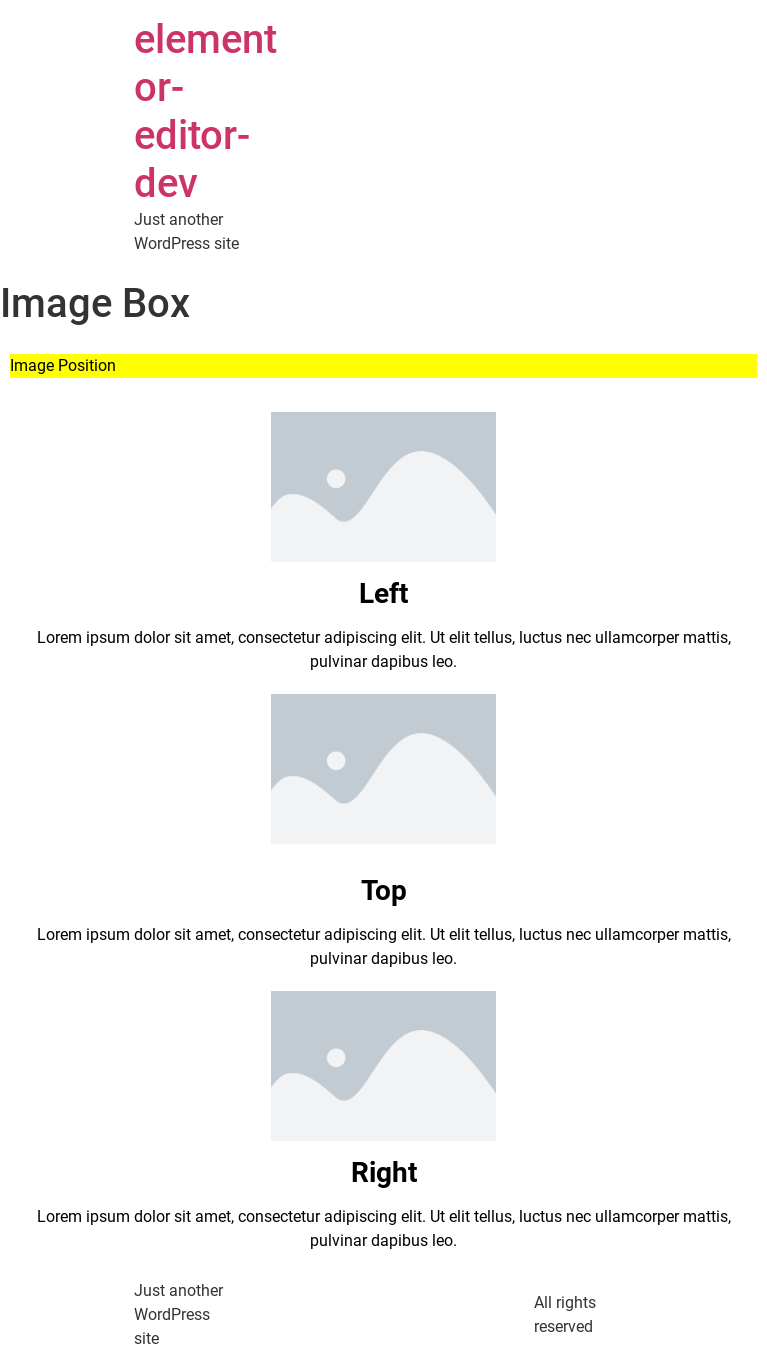 element
or-
editor-
dev
Just another
WordPress site
Image Box
Image Position
Left
Lorem ipsum dolor sit amet, consectetur adipiscing elit. Ut elit tellus, luctus nec ullamcorper mattis,
pulvinar dapibus leo.
Top
Lorem ipsum dolor sit amet, consectetur adipiscing elit. Ut elit tellus, luctus nec ullamcorper mattis,
pulvinar dapibus leo.
Right
Lorem ipsum dolor sit amet, consectetur adipiscing elit. Ut elit tellus, luctus nec ullamcorper mattis,
pulvinar dapibus leo.
Just another
WordPress
site
All rights
reserved